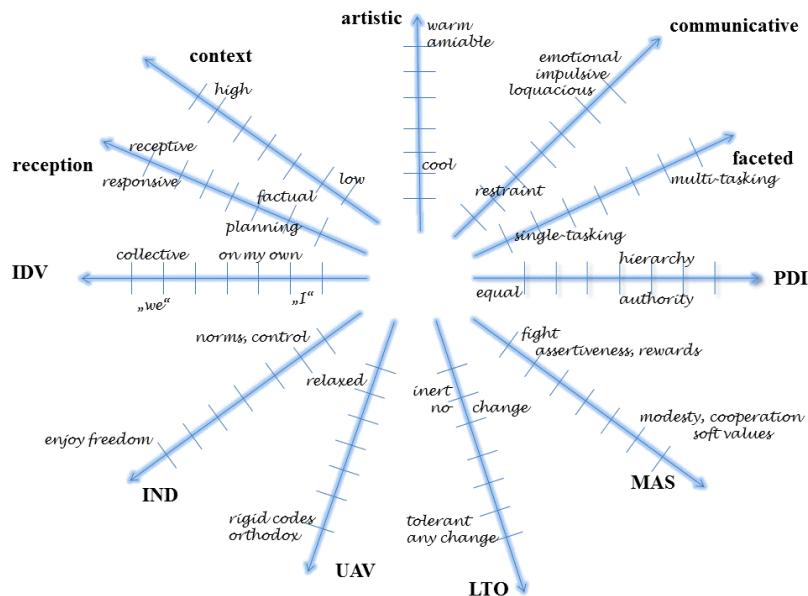 artistic
warm
amiable
cool
communicative
emotional
impulsive
loquacious
restraint
context
high
low
faceted
multi-tasking
single-tasking
reception
receptive
responsive
factual
planning
IDV
collective
on my own
„we“
„I“
PDI
hierarchy
equal
authority
norms, control
enjoy freedom
IND
relaxed
rigid codes
orthodox
UAV
inert
no change
tolerant
any change
LTO
fight
assertiveness, rewards
modesty, cooperation
soft values
MAS